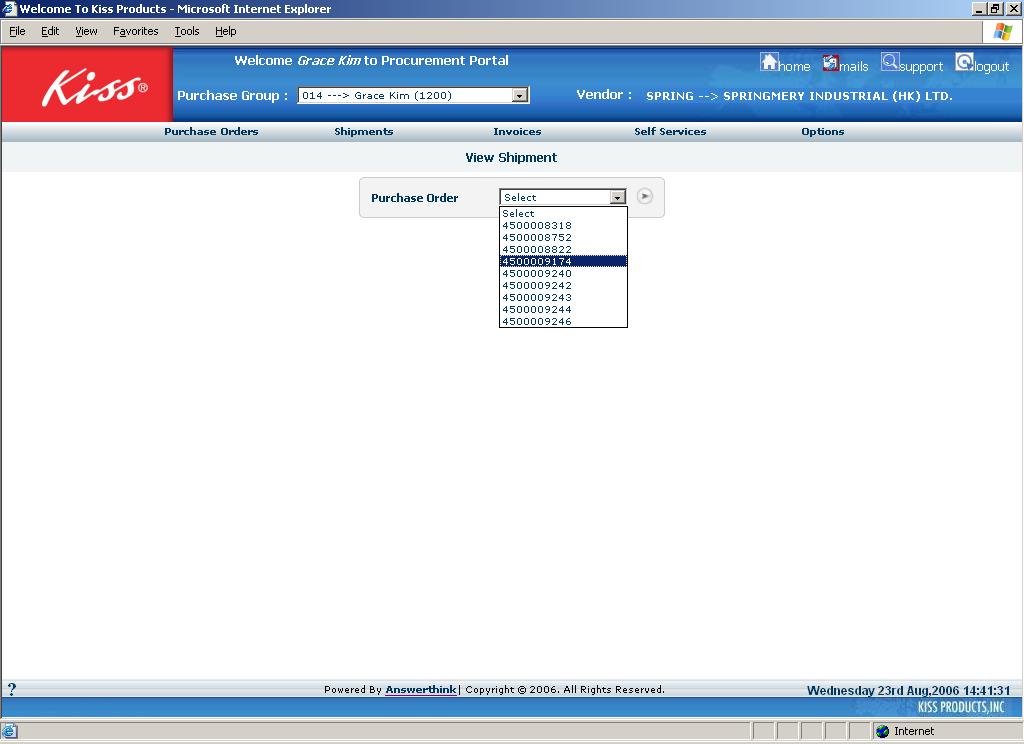 Welcome To Kiss Products - Microsoft Internet Explorer
File Edit View Favorites Tools Help
Kiss®
Welcome Grace Kim to Procurement Portal
home mails support logout
Purchase Group : 014 ---> Grace Kim (1200)
Vendor : SPRING --> SPRINGMERY INDUSTRIAL (HK) LTD.
Purchase Orders Shipments Invoices Self Services Options
View Shipment
Purchase Order Select
Select
4500008318
4500008752
4500008822
4500009174
4500009240
4500009242
4500009243
4500009244
4500009246
? Powered By Answerthink| Copyright © 2006. All Rights Reserved. Wednesday 23rd Aug,2006 14:41:31
KISS PRODUCTS,INC
Internet